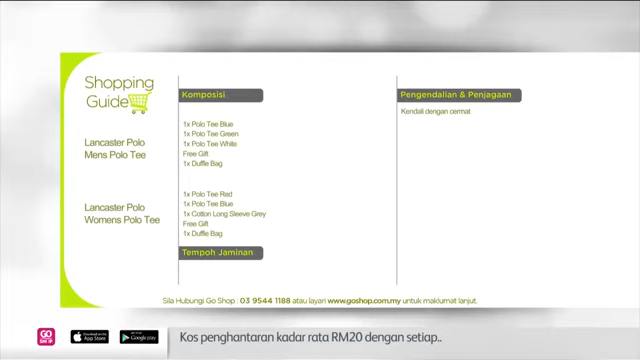 Shopping
Guide
Komposisi
Pengendalian & Penjagaan
Kendali dengan cermat
Lancaster Polo
Mens Polo Tee
1x Polo Tee Blue
1x Polo Tee Green
1x Polo Tee White
Free Gift
1x Duffle Bag
Lancaster Polo
Womens Polo Tee
1x Polo Tee Red
1x Polo Tee Blue
1x Cotton Long Sleeve Grey
Free Gift
1x Duffle Bag
Tempoh Jaminan
Sila Hubungi Go Shop : 03 9544 1188 atau layari www.goshop.com.my untuk maklumat lanjut.
GO
SHOP
Download on the
App Store
Google play
Kos penghantaran kadar rata RM20 dengan setiap..